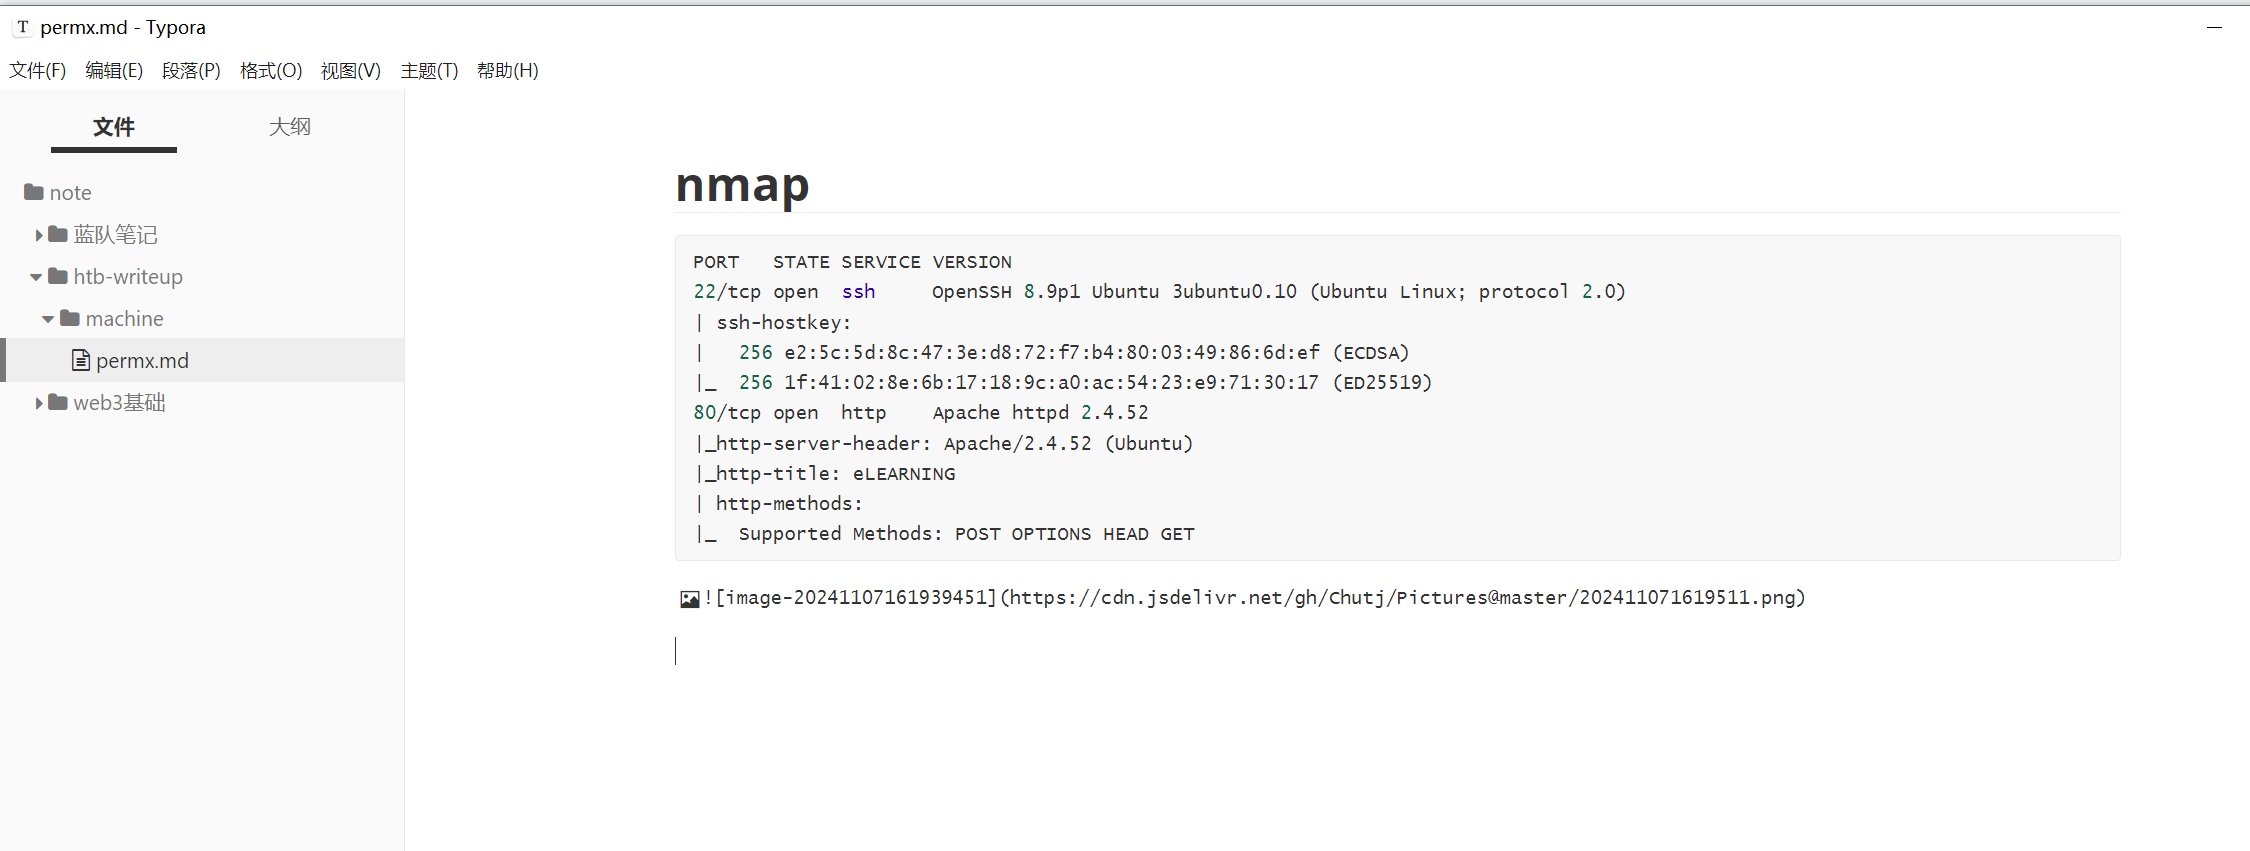 T permx.md - Typora
文件(F) 编辑(E) 段落(P) 格式(O) 视图(V) 主题(T) 帮助(H)
文件 大纲
note
蓝队笔记
htb-writeup
machine
permx.md
web3基础
nmap
PORT   STATE SERVICE VERSION
22/tcp open  ssh     OpenSSH 8.9p1 Ubuntu 3ubuntu0.10 (Ubuntu Linux; protocol 2.0)
| ssh-hostkey:
|   256 e2:5c:5d:8c:47:3e:d8:72:f7:b4:80:03:49:86:6d:ef (ECDSA)
|_  256 1f:41:02:8e:6b:17:18:9c:a0:ac:54:23:e9:71:30:17 (ED25519)
80/tcp open  http    Apache httpd 2.4.52
|_http-server-header: Apache/2.4.52 (Ubuntu)
|_http-title: eLEARNING
| http-methods:
|_  Supported Methods: POST OPTIONS HEAD GET
![image-20241107161939451](https://cdn.jsdelivr.net/gh/Chutj/Pictures@master/202411071619511.png)